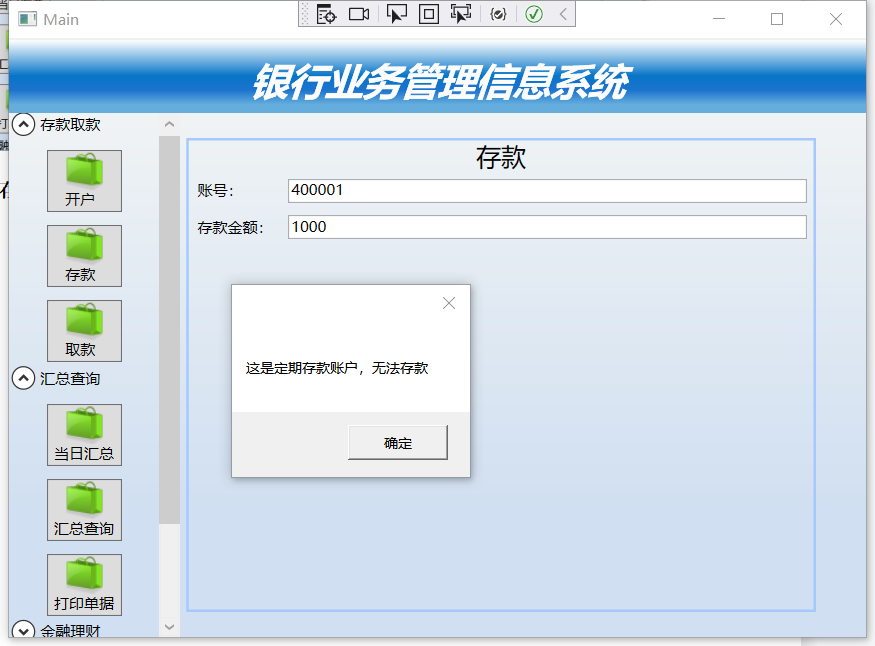 Main
银行业务管理信息系统
存款取款
开户
存款
取款
汇总查询
当日汇总
汇总查询
打印单据
金融理财
存款
账号：
400001
存款金额：
1000
这是定期存款账户，无法存款
确定